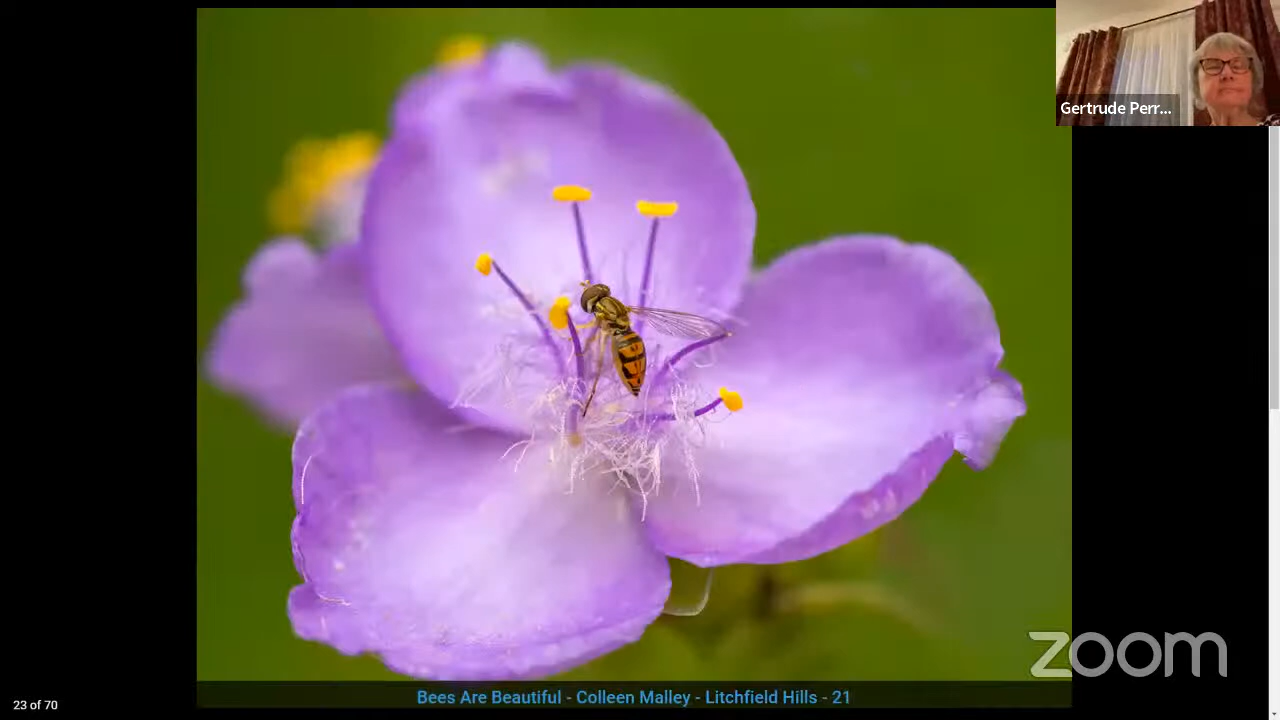 Gertrude Perr...
zoom
Bees Are Beautiful - Colleen Malley - Litchfield Hills - 21
23 of 70